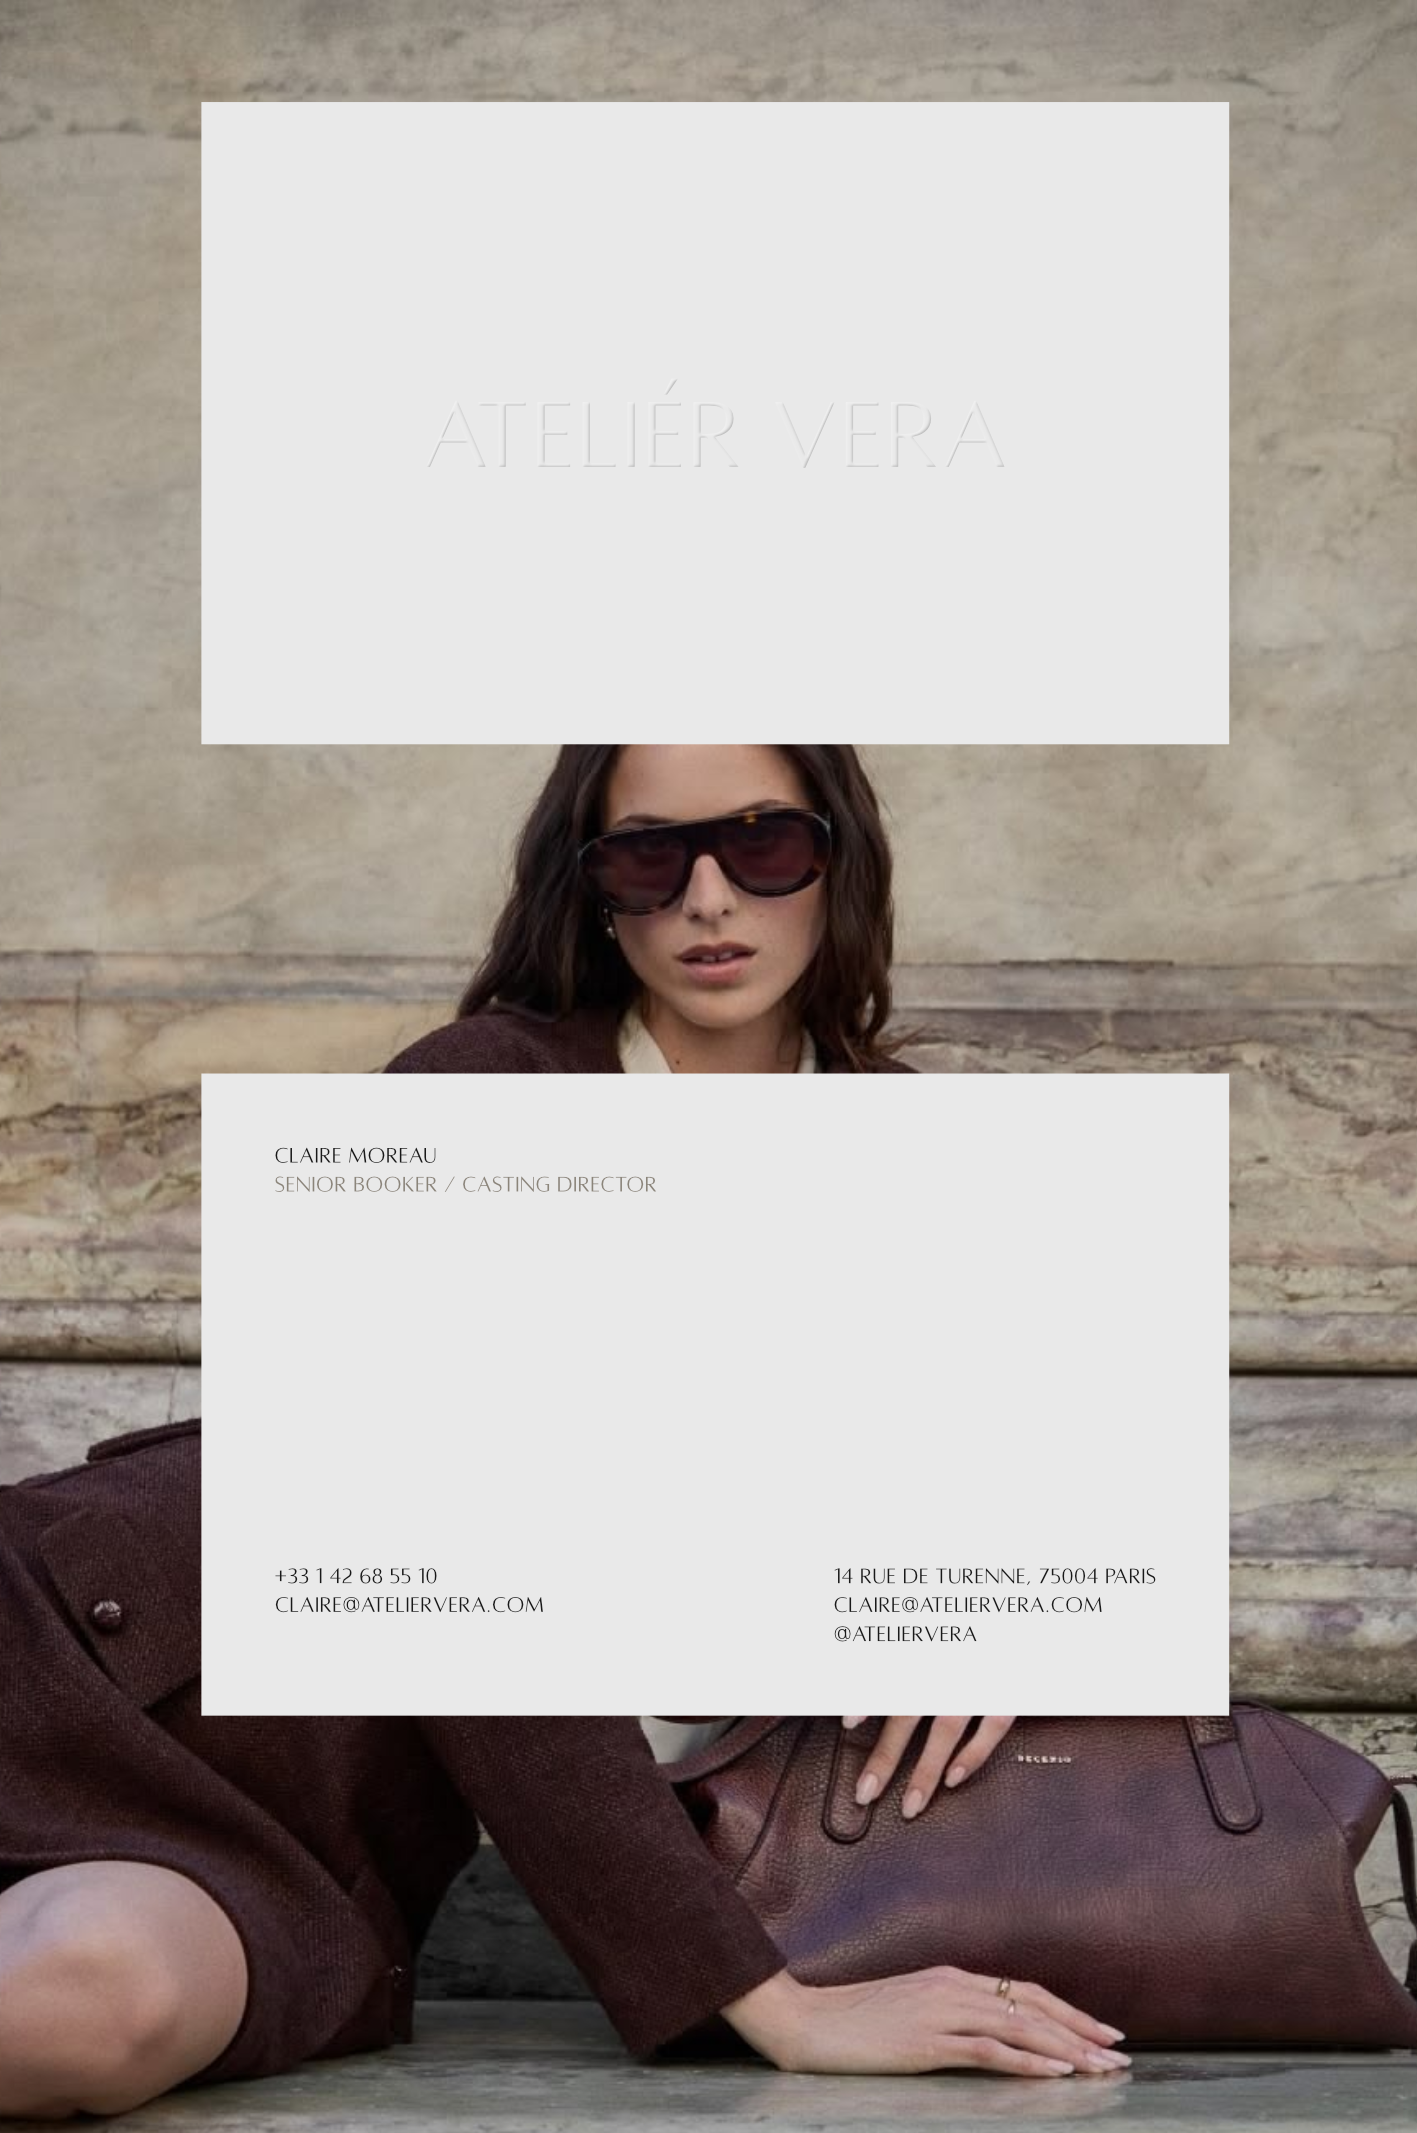 ATELIÉR VERA
CLAIRE MOREAU
SENIOR BOOKER / CASTING DIRECTOR
+33 1 42 68 55 10
CLAIRE@ATELIERVERA.COM
14 RUE DE TURENNE, 75004 PARIS
CLAIRE@ATELIERVERA.COM
@ATELIERVERA